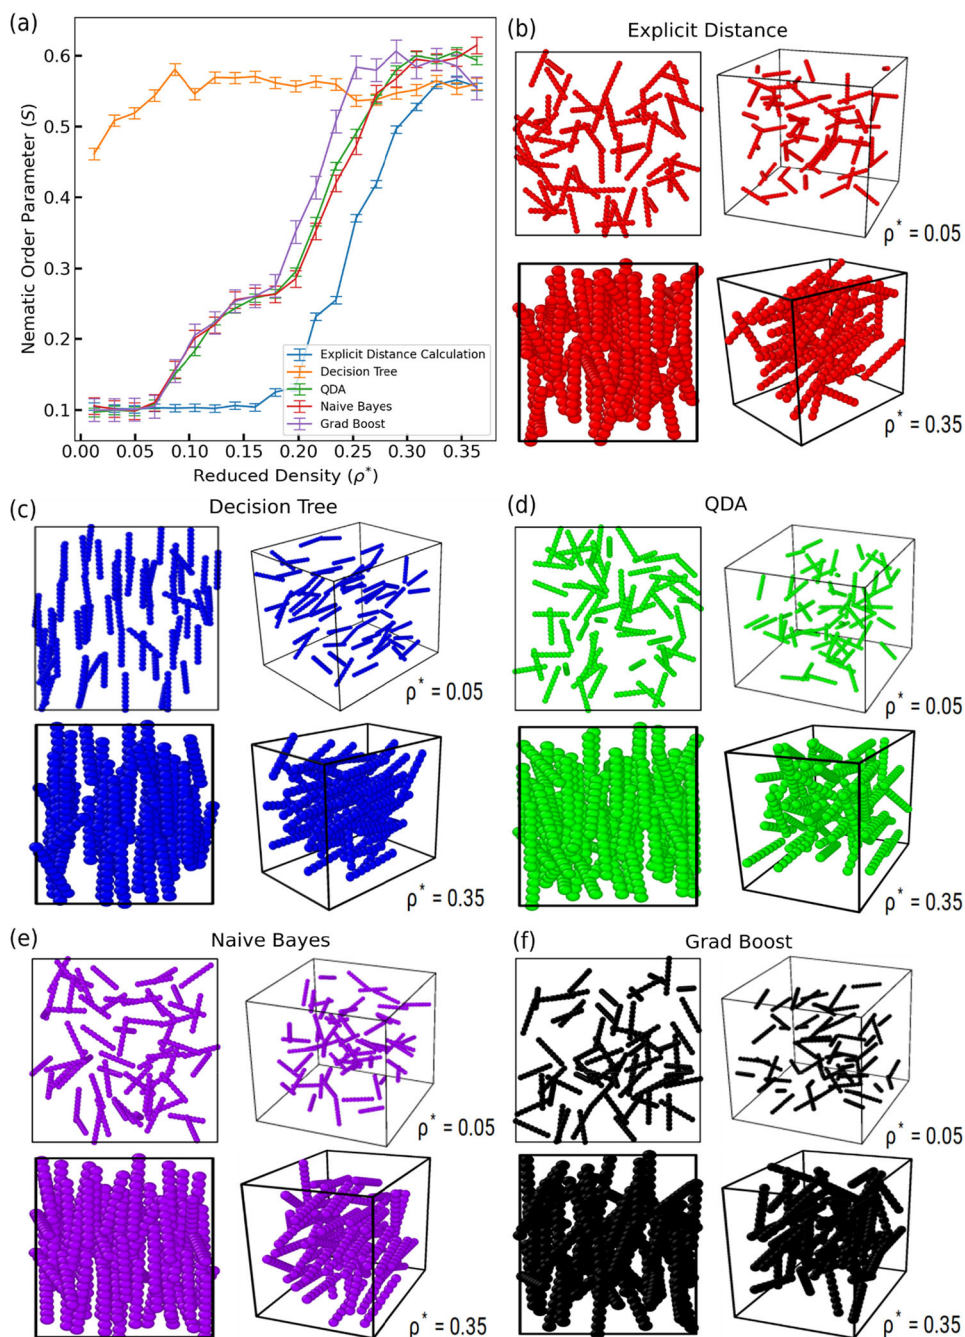 (a)
Nematic Order Parameter (S)
0.6
0.5
0.4
0.3
0.2
0.1
Explicit Distance Calculation
Decision Tree
QDA
Naive Bayes
Grad Boost
0.00 0.05 0.10 0.15 0.20 0.25 0.30 0.35
Reduced Density (ρ*)
(b) Explicit Distance
ρ* = 0.05
ρ* = 0.35
(c) Decision Tree
ρ* = 0.05
ρ* = 0.35
(d) QDA
ρ* = 0.05
ρ* = 0.35
(e) Naive Bayes
ρ* = 0.05
ρ* = 0.35
(f) Grad Boost
ρ* = 0.05
ρ* = 0.35